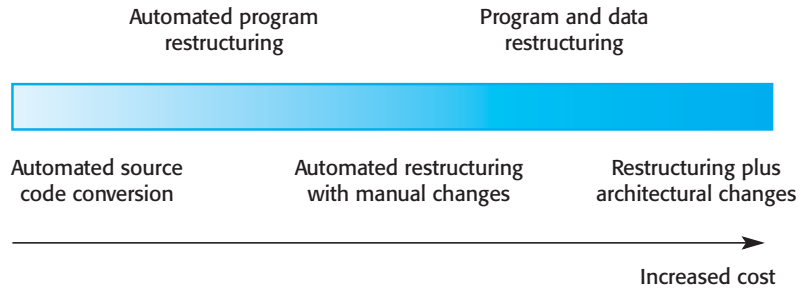 Automated program
restructuring
Program and data
restructuring
Automated source
code conversion
Automated restructuring
with manual changes
Restructuring plus
architectural changes
Increased cost